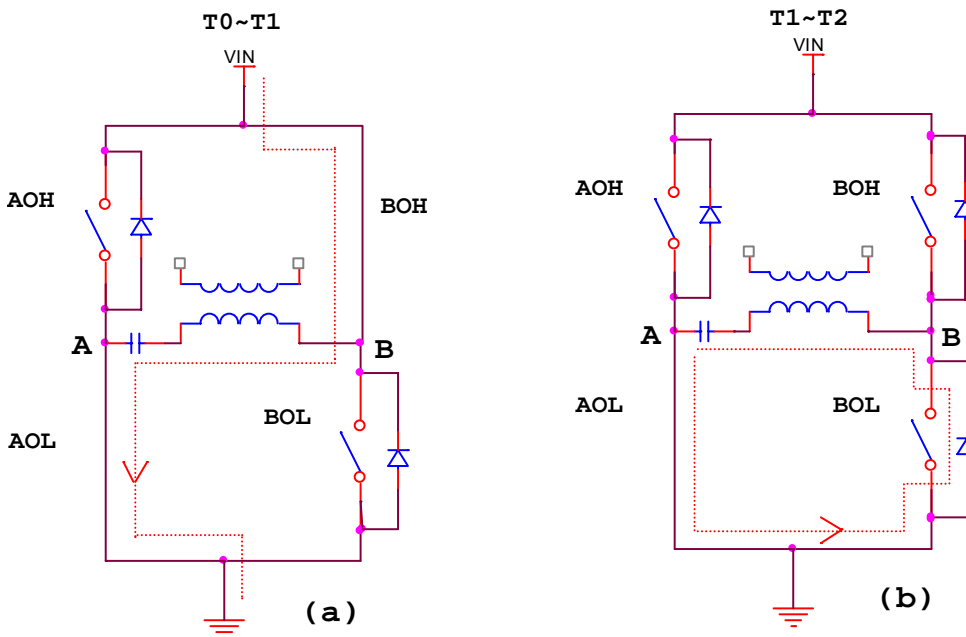 T0~T1
VIN
AOH
BOH
A
B
BOL
AOL
(a)
T1~T2
VIN
AOH
BOH
A
B
AOL
BOL
(b)